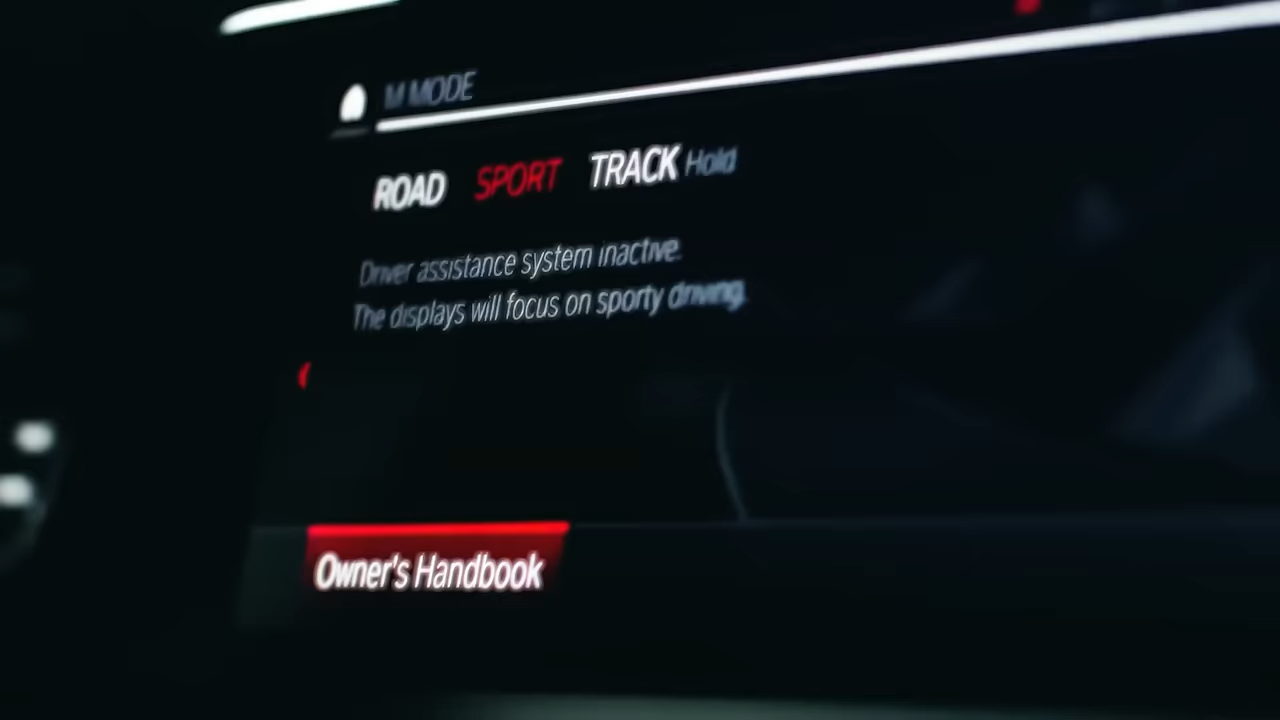 M MODE
ROAD SPORT TRACK Hold
Driver assistance system inactive.
The displays will focus on sporty driving.
Owner's Handbook